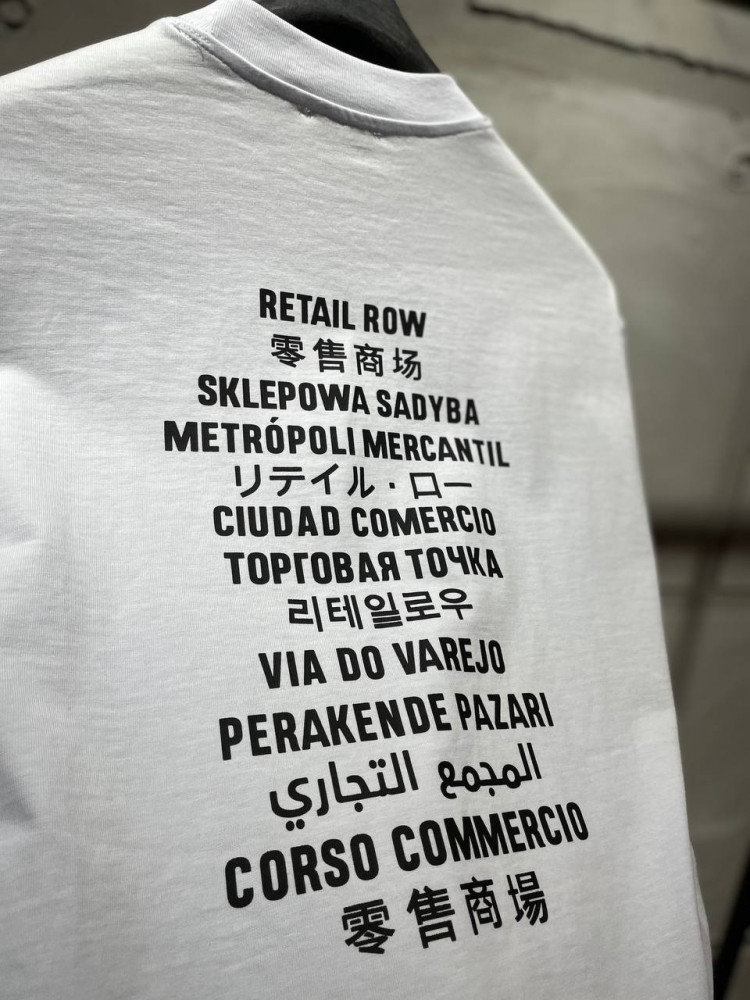 RETAIL ROW
零售商场
SKLEPOWA SADYBA
METRÓPOLI MERCANTIL
リテイル・ロー
CIUDAD COMERCIO
ТОРГОВАЯ ТОЧКА
리테일로우
VIA DO VAREJO
PERAKENDE PAZARI
المجمع التجاري
CORSO COMMERCIO
零售商場